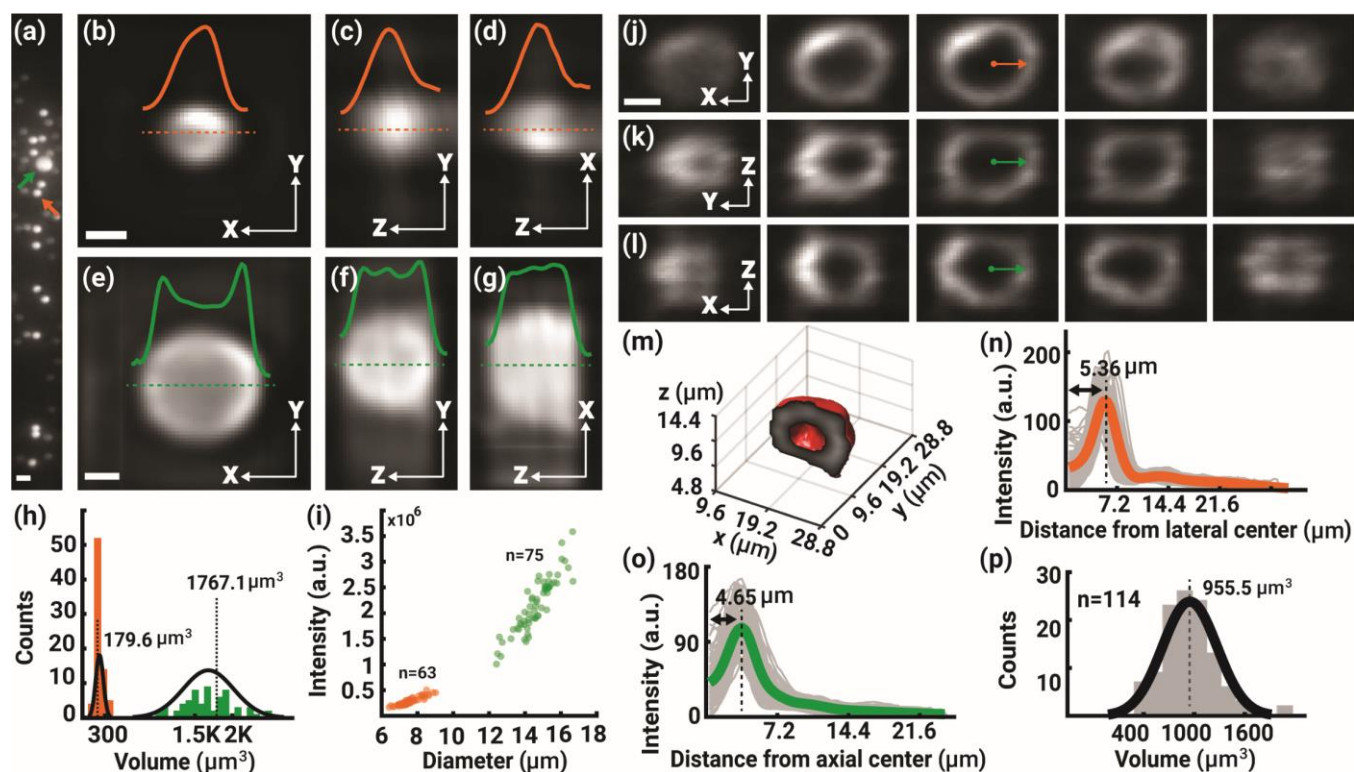 (a)
(b)
Y
X
(c)
Y
Z
(d)
X
Z
(e)
Y
X
(f)
Y
Z
(g)
X
Z
(h)
Counts
50
40
30
20
10
0
179.6 μm³
1767.1 μm³
300
1.5K
2K
Volume (μm³)
(i)
x10⁶
Intensity (a.u.)
3.5
3
2.5
2
1.5
1
0.5
n=75
n=63
6
8
10
12
14
16
18
Diameter (μm)
(j)
Y
X
(k)
Z
Y
(l)
Z
X
(m)
z (μm)
14.4
9.6
4.8
9.6
19.2
28.8
x (μm)
0
9.6
19.2
28.8
y (μm)
(n)
Intensity (a.u.)
200
100
0
5.36 μm
7.2
14.4
21.6
Distance from lateral center (μm)
(o)
Intensity (a.u.)
180
90
0
4.65 μm
7.2
14.4
21.6
Distance from axial center (μm)
(p)
Counts
30
20
10
n=114
955.5 μm³
400
1000
1600
Volume (μm³)